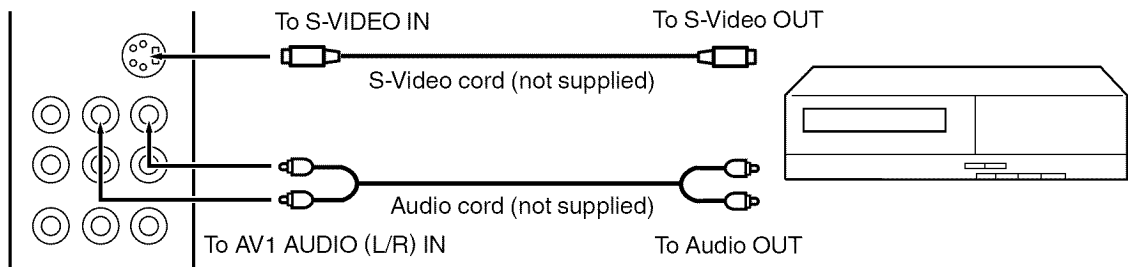 To S-VIDEO IN
To S-Video OUT
S-Video cord (not supplied)
Audio cord (not supplied)
To AV1 AUDIO (L/R) IN
To Audio OUT